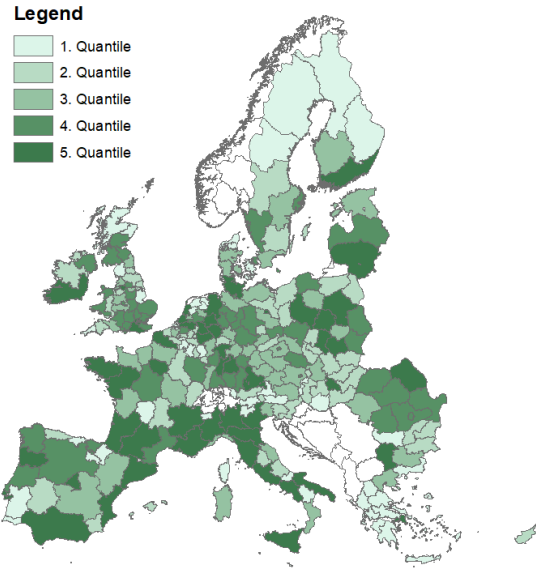 Legend
1. Quantile
2. Quantile
3. Quantile
4. Quantile
5. Quantile